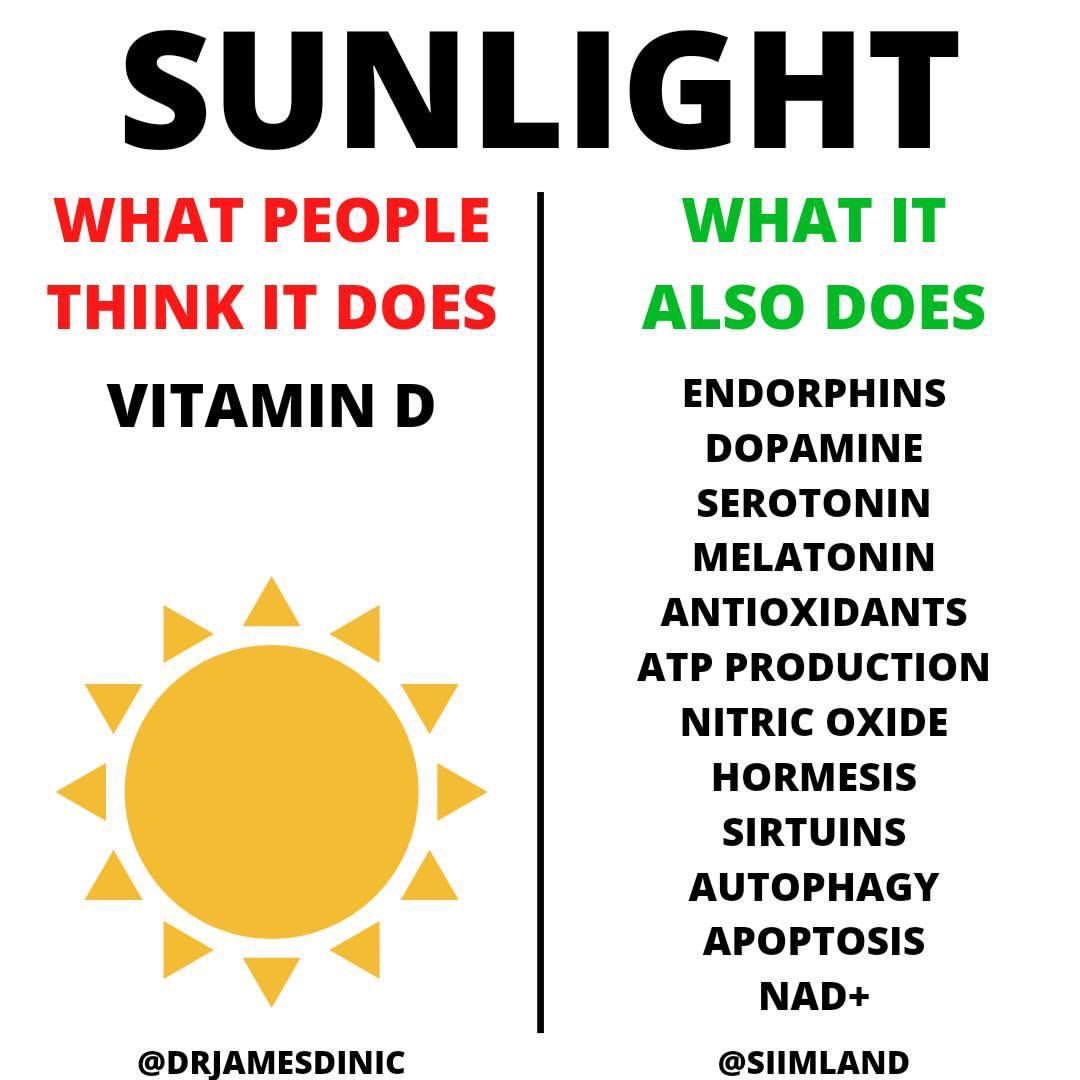 SUNLIGHT
WHAT PEOPLE
THINK IT DOES
VITAMIN D
WHAT IT
ALSO DOES
ENDORPHINS
DOPAMINE
SEROTONIN
MELATONIN
ANTIOXIDANTS
ATP PRODUCTION
NITRIC OXIDE
HORMESIS
SIRTUINS
AUTOPHAGY
APOPTOSIS
NAD+
@DRJAMESDINIC
@SIIMLAND